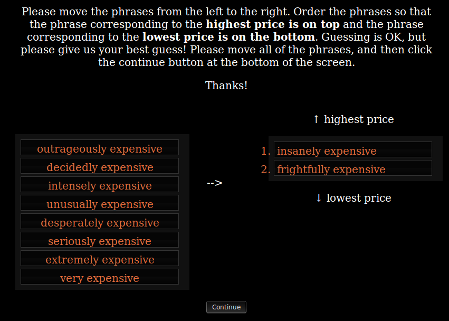 Please move the phrases from the left to the right. Order the phrases so that
the phrase corresponding to the highest price is on top and the phrase
corresponding to the lowest price is on the bottom. Guessing is OK, but
please give us your best guess! Please move all of the phrases, and then click
the continue button at the bottom of the screen.
Thanks!
outrageously expensive
decidedly expensive
intensely expensive
unusually expensive
desperately expensive
seriously expensive
extremely expensive
very expensive
-->
↑ highest price
1. insanely expensive
2. frightfully expensive
↓ lowest price
Continue